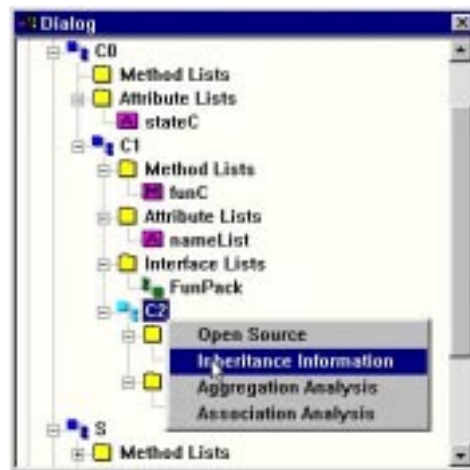 Dialog
C0
Method Lists
Attribute Lists
stateC
C1
Method Lists
funC
Attribute Lists
nameList
Interface Lists
FunPack
C2
Open Source
Inheritance Information
Aggregation Analysis
Association Analysis
S
Method Lists